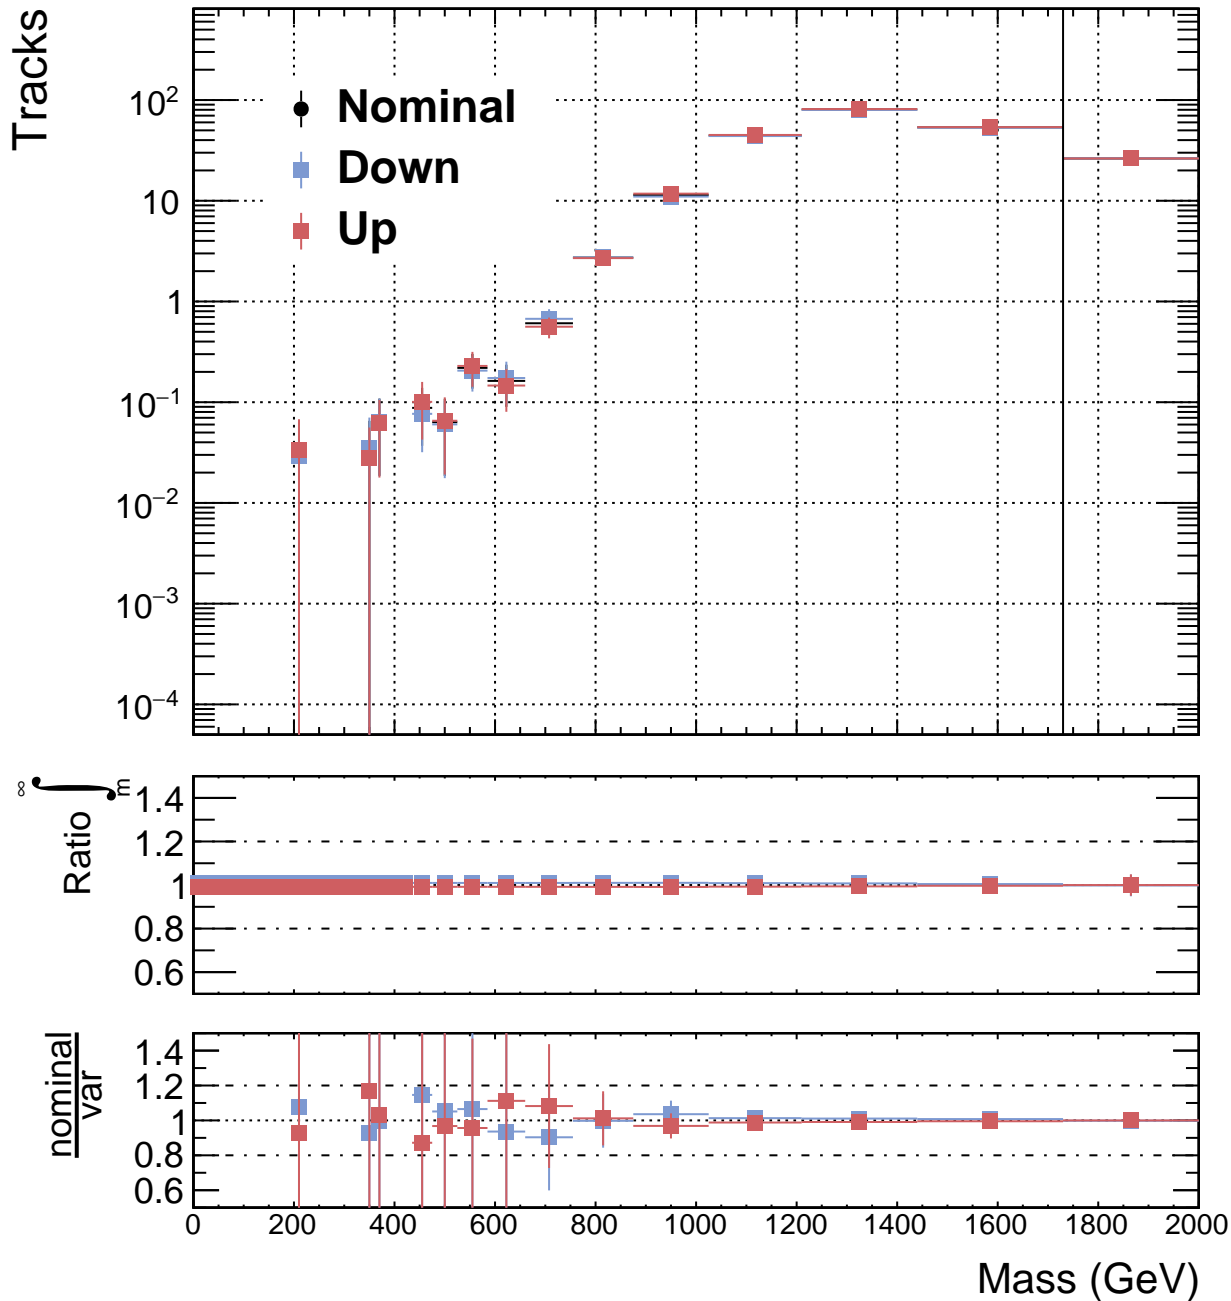 Tracks
10²
10
1
10⁻¹
10⁻²
10⁻³
10⁻⁴
Nominal
Down
Up
Ratio ∫ₘ^∞
1.4
1.2
1
0.8
0.6
nominal
var
1.4
1.2
1
0.8
0.6
0 200 400 600 800 1000 1200 1400 1600 1800 2000
Mass (GeV)